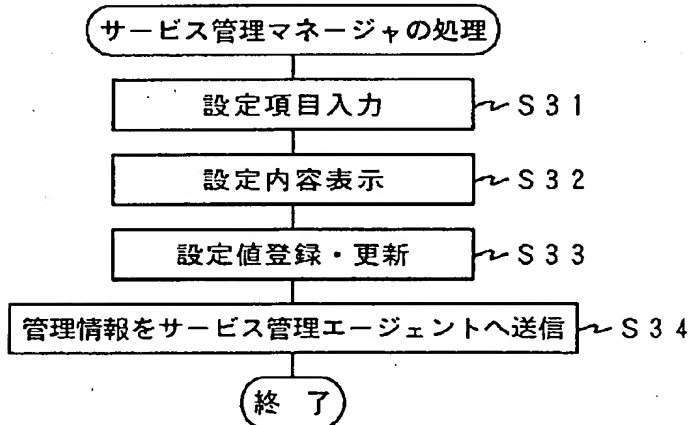 サービス管理マネージャの処理
設定項目入力 S31
設定内容表示 S32
設定値登録・更新 S33
管理情報をサービス管理エージェントへ送信 S34
終 了